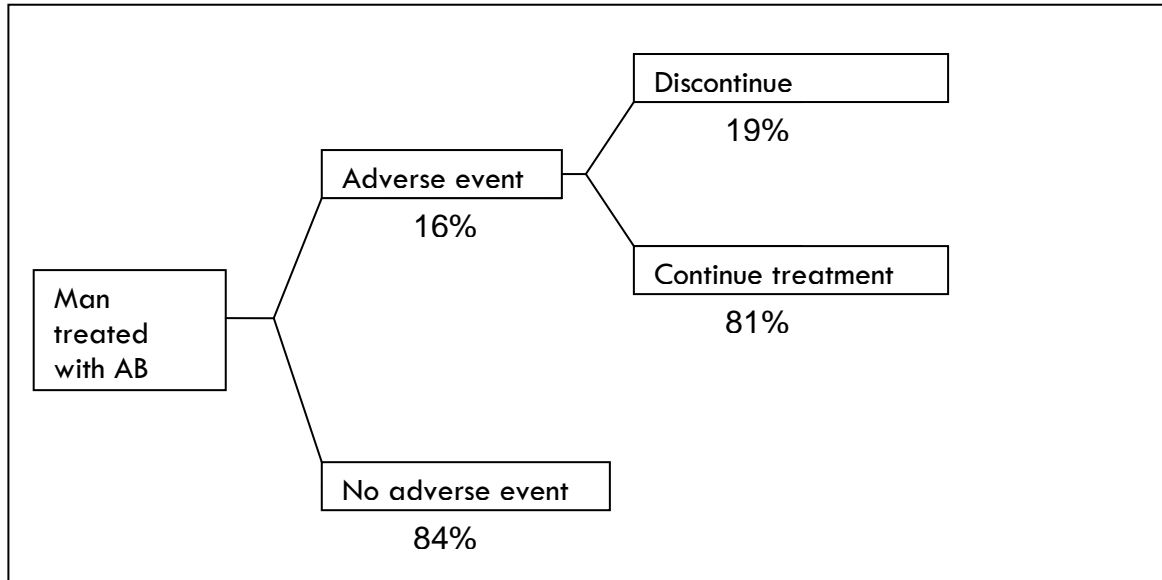 Discontinue
19%
Adverse event
16%
Continue treatment
81%
Man
treated
with AB
No adverse event
84%